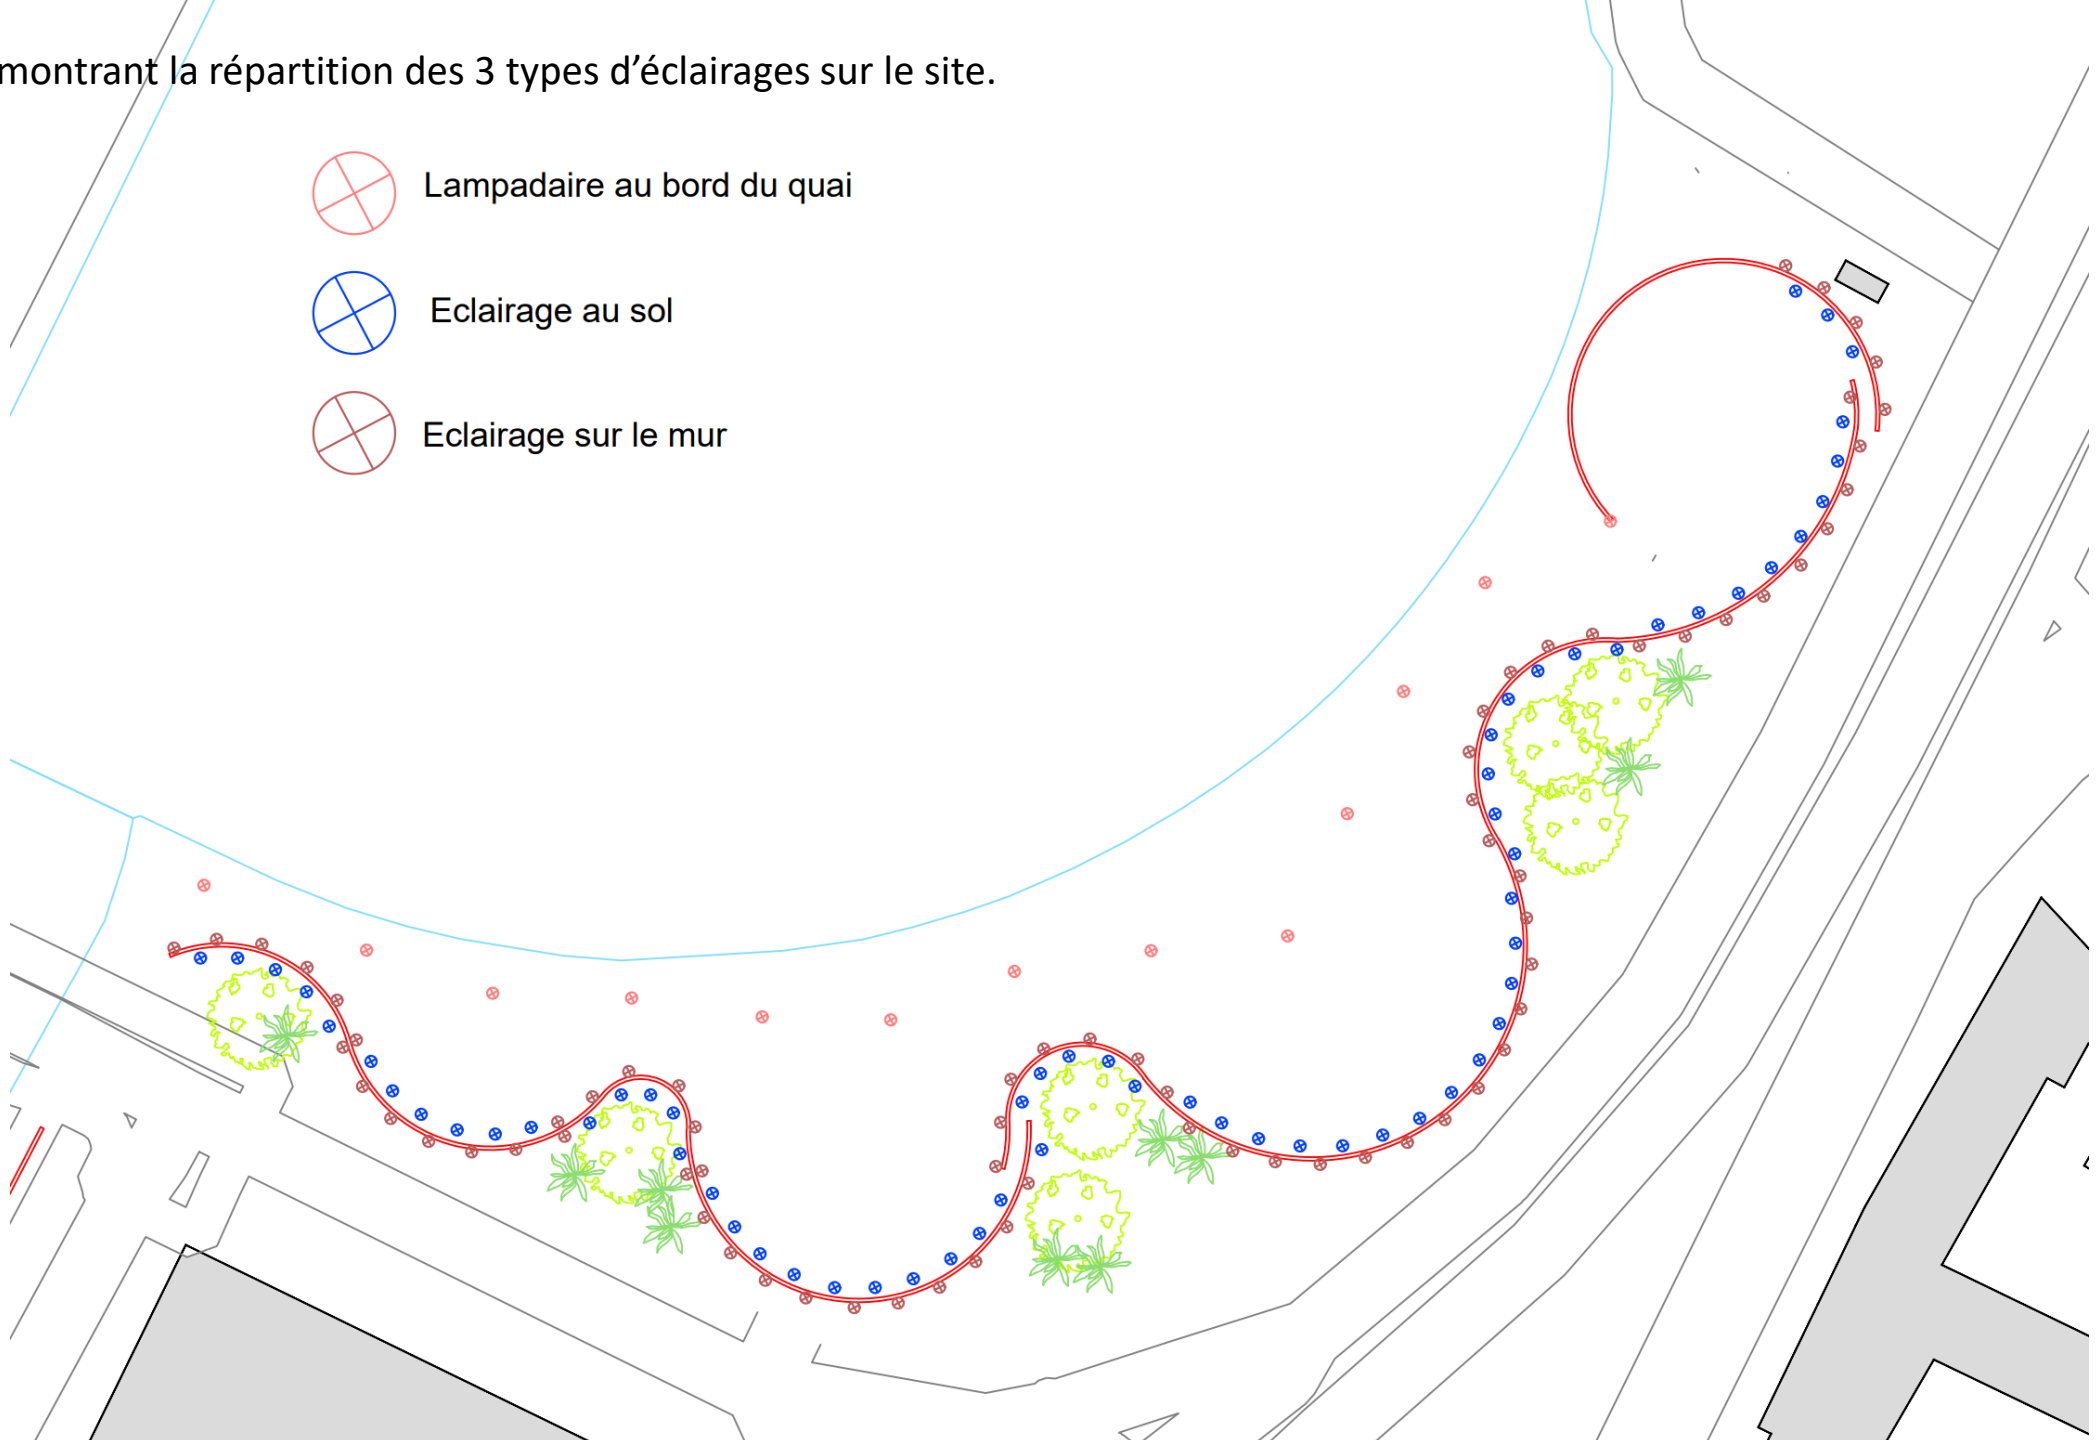 montrant la répartition des 3 types d’éclairages sur le site.
Lampadaire au bord du quai
Eclairage au sol
Eclairage sur le mur